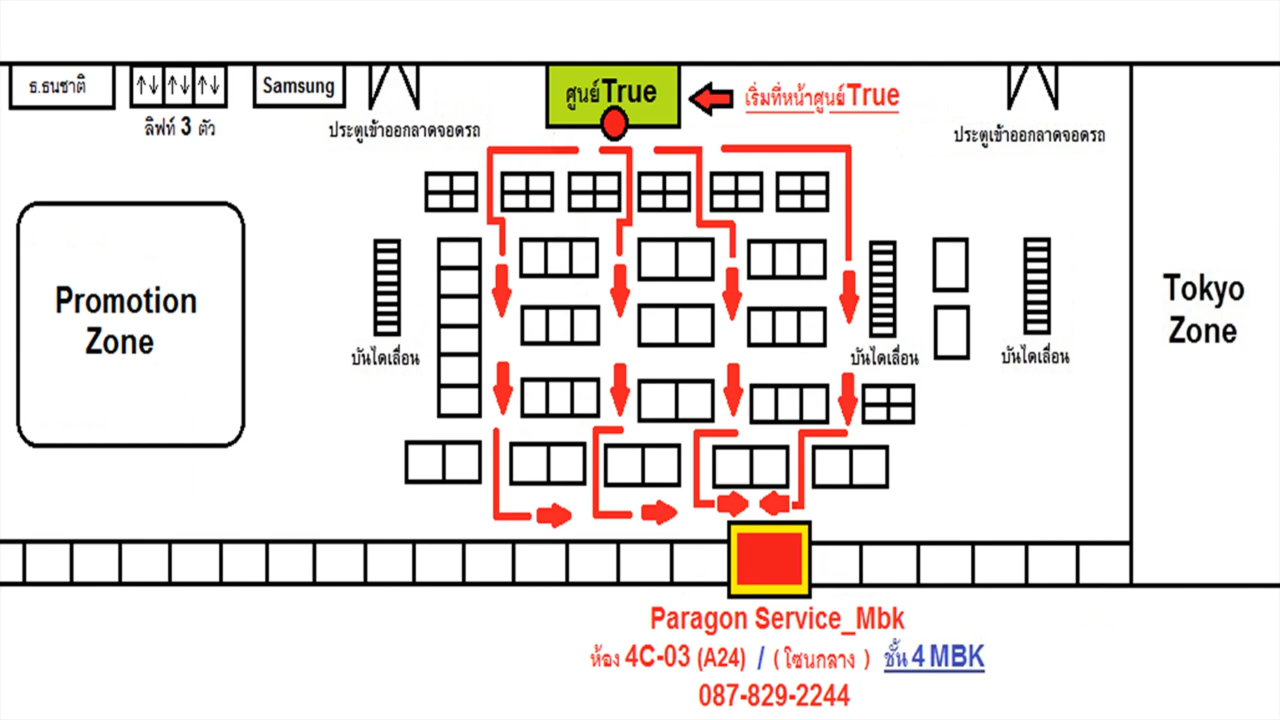 ธ.ธนชาติ
↑↓ ↑↓ ↑↓
ลิฟท์ 3 ตัว
Samsung
ประตูเข้าออกลาดจอดรถ
ศูนย์ True
เริ่มที่หน้าศูนย์ True
ประตูเข้าออกลาดจอดรถ
Promotion
Zone
บันไดเลื่อน
บันไดเลื่อน
บันไดเลื่อน
Tokyo
Zone
Paragon Service_Mbk
ห้อง 4C-03 (A24) / ( โซนกลาง ) ชั้น 4 MBK
087-829-2244